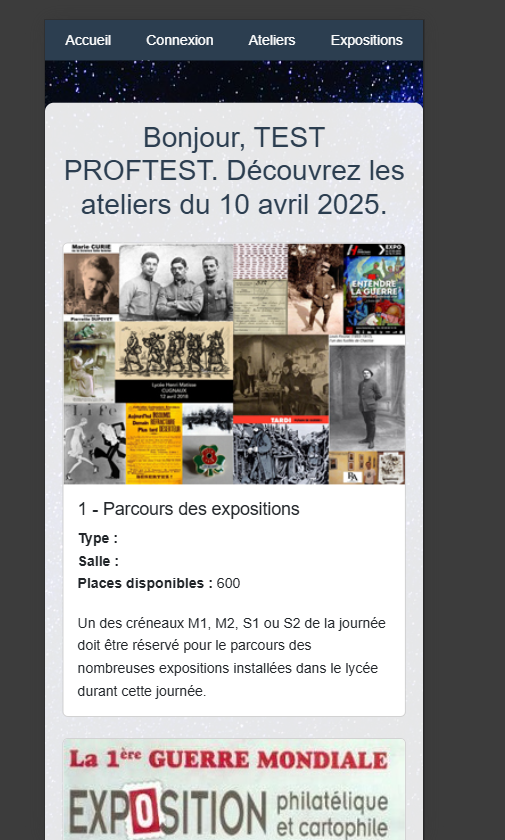 Accueil Connexion Ateliers Expositions
Bonjour, TEST
PROFTEST. Découvrez les
ateliers du 10 avril 2025.
Marie CURIE
EXPO
ENTENDRE
LA GUERRE
Lycée Henri Matisse
CUGNAUX
TARDI
Life
1 - Parcours des expositions
Type :
Salle :
Places disponibles : 600
Un des créneaux M1, M2, S1 ou S2 de la journée
doit être réservé pour le parcours des
nombreuses expositions installées dans le lycée
durant cette journée.
La 1ère GUERRE MONDIALE
EXPOSITION philatélique
et cartophile